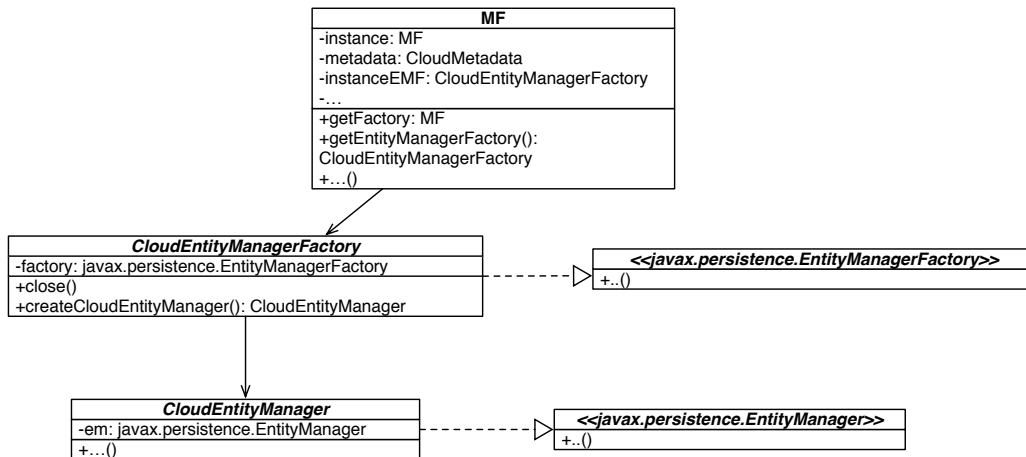 MF
-instance: MF
-metadata: CloudMetadata
-instanceEMF: CloudEntityManagerFactory
-...
+getFactory: MF
+getEntityManagerFactory():
CloudEntityManagerFactory
+...()
CloudEntityManagerFactory
-factory: javax.persistence.EntityManagerFactory
+close()
+createCloudEntityManager(): CloudEntityManager
<<javax.persistence.EntityManagerFactory>>
+..()
CloudEntityManager
-em: javax.persistence.EntityManager
+...()
<<javax.persistence.EntityManager>>
+..()